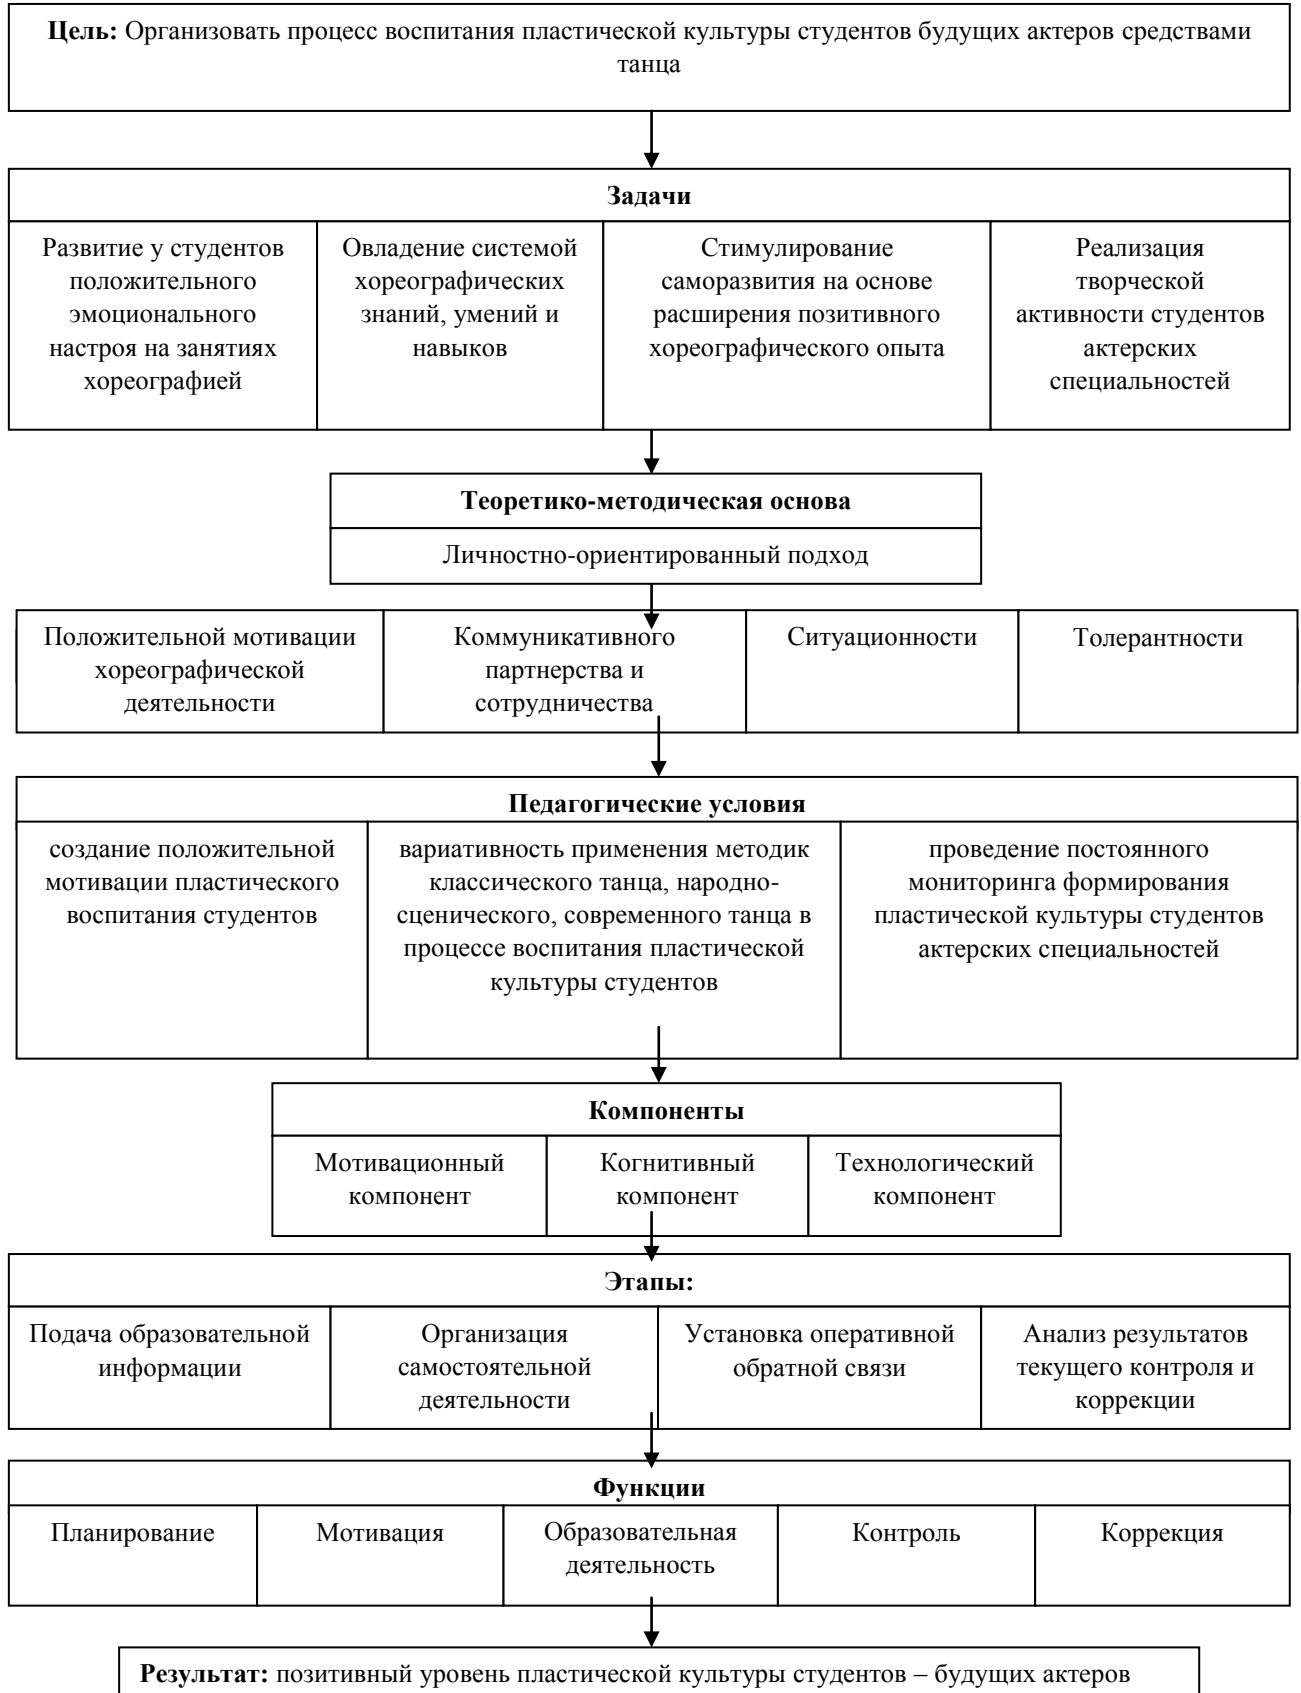 Цель: Организовать процесс воспитания пластической культуры студентов будущих актеров средствами
танца
Задачи
Развитие у студентов
положительного
эмоционального
настроя на занятиях
хореографией
Овладение системой
хореографических
знаний, умений и
навыков
Стимулирование
саморазвития на основе
расширения позитивного
хореографического опыта
Реализация
творческой
активности студентов
актерских
специальностей
Теоретико-методическая основа
Личностно-ориентированный подход
Положительной мотивации
хореографической
деятельности
Коммуникативного
партнерства и
сотрудничества
Ситуационности
Толерантности
Педагогические условия
создание положительной
мотивации пластического
воспитания студентов
вариативность применения методик
классического танца, народно-
сценического, современного танца в
процессе воспитания пластической
культуры студентов
проведение постоянного
мониторинга формирования
пластической культуры студентов
актерских специальностей
Компоненты
Мотивационный
компонент
Когнитивный
компонент
Технологический
компонент
Этапы:
Подача образовательной
информации
Организация
самостоятельной
деятельности
Установка оперативной
обратной связи
Анализ результатов
текущего контроля и
коррекции
Функции
Планирование
Мотивация
Образовательная
деятельность
Контроль
Коррекция
Результат: позитивный уровень пластической культуры студентов – будущих актеров